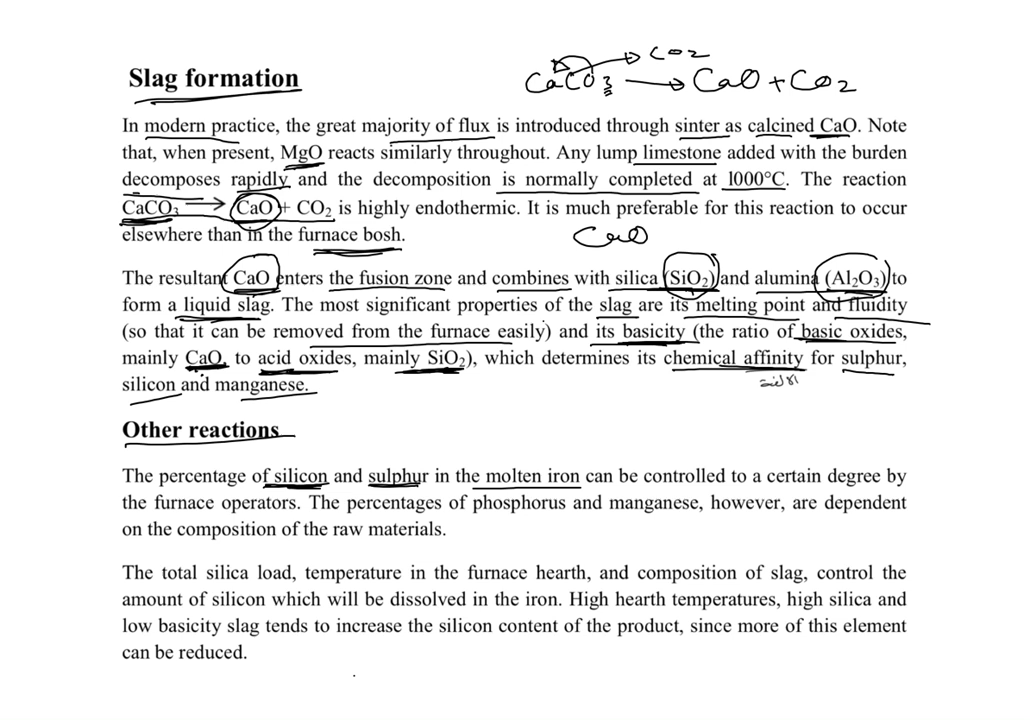 CO2
Slag formation
CaCO3 → CaO + CO2
In modern practice, the great majority of flux is introduced through sinter as calcined CaO. Note
that, when present, MgO reacts similarly throughout. Any lump limestone added with the burden
decomposes rapidly and the decomposition is normally completed at 1000°C. The reaction
CaCO₃ → CaO + CO₂ is highly endothermic. It is much preferable for this reaction to occur
elsewhere than in the furnace bosh.
CaO
The resultant CaO enters the fusion zone and combines with silica (SiO₂) and alumina (Al₂O₃) to
form a liquid slag. The most significant properties of the slag are its melting point and fluidity
(so that it can be removed from the furnace easily) and its basicity (the ratio of basic oxides,
mainly CaO, to acid oxides, mainly SiO₂), which determines its chemical affinity for sulphur,
silicon and manganese.
Other reactions
The percentage of silicon and sulphur in the molten iron can be controlled to a certain degree by
the furnace operators. The percentages of phosphorus and manganese, however, are dependent
on the composition of the raw materials.
The total silica load, temperature in the furnace hearth, and composition of slag, control the
amount of silicon which will be dissolved in the iron. High hearth temperatures, high silica and
low basicity slag tends to increase the silicon content of the product, since more of this element
can be reduced.